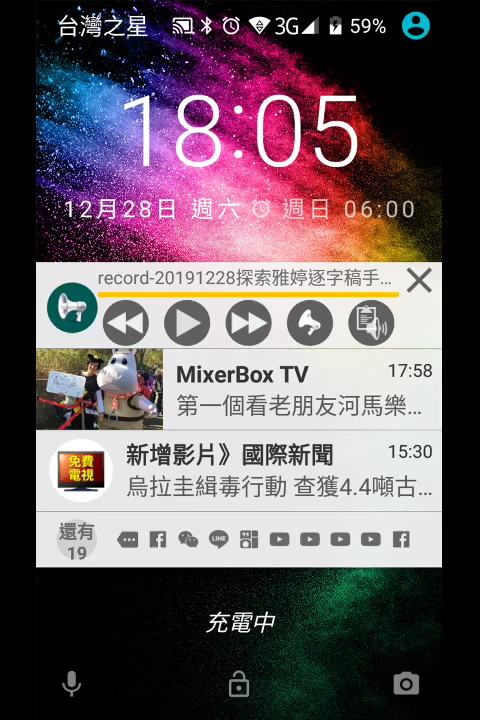 台灣之星 3G 59%
18:05
12月28日 週六 週日 06:00
record-20191228探索雅婷逐字稿手…
MixerBox TV 17:58
第一個看老朋友河馬樂…
免費
電視
新增影片》國際新聞 15:30
烏拉圭緝毒行動 查獲4.4噸古…
還有
19
LINE
充電中